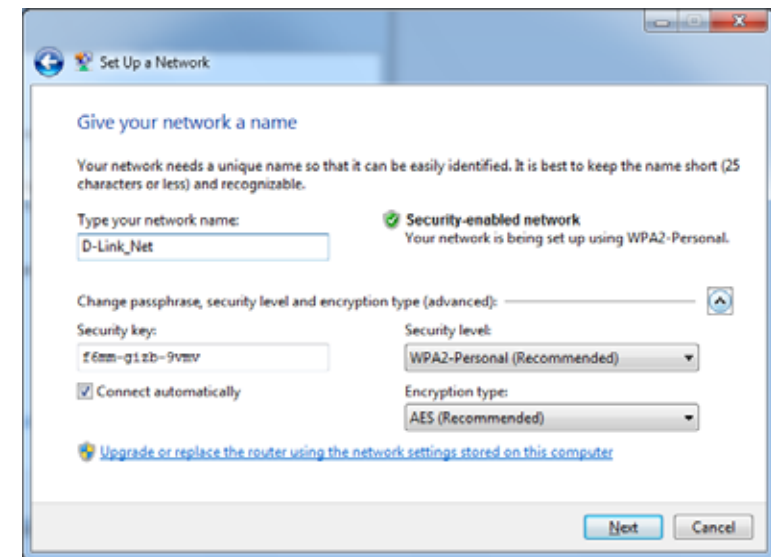 Set Up a Network
Give your network a name
Your network needs a unique name so that it can be easily identified. It is best to keep the name short (25
characters or less) and recognizable.
Type your network name:
D-Link_Net
Security-enabled network
Your network is being set up using WPA2-Personal.
Change passphrase, security level and encryption type (advanced):
Security key:
f6mm-gizb-9vmv
Security level:
WPA2-Personal (Recommended)
Connect automatically
Encryption type:
AES (Recommended)
Upgrade or replace the router using the network settings stored on this computer
Next
Cancel